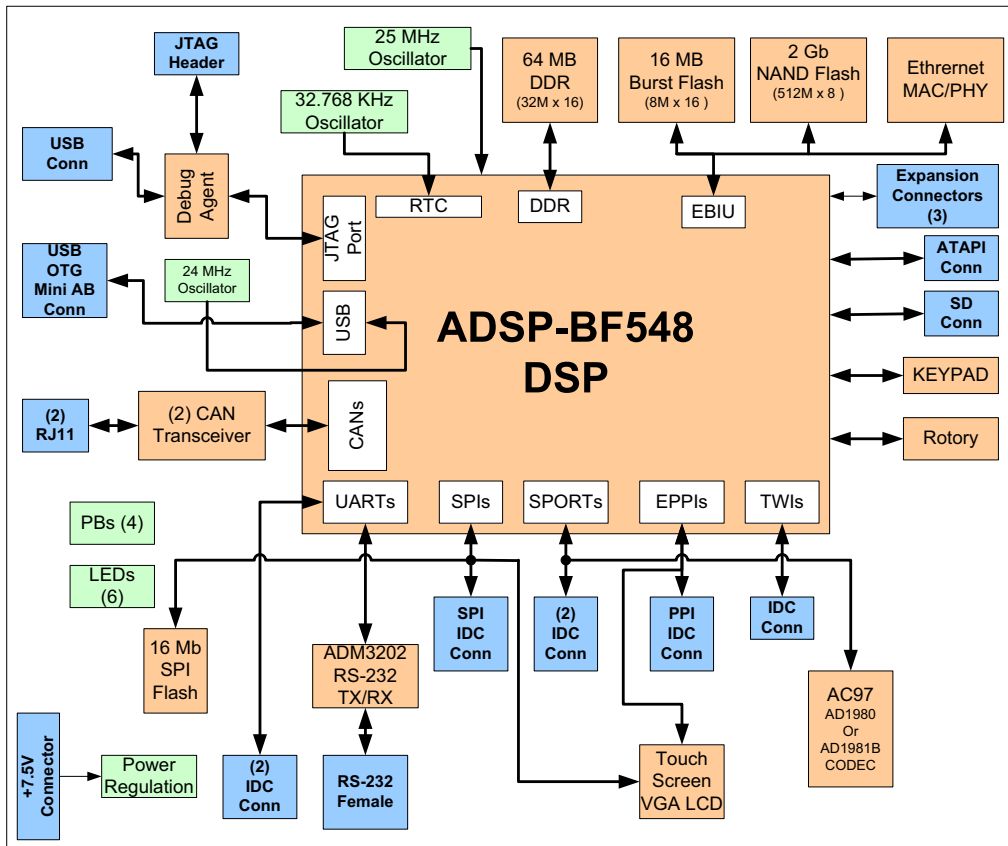 JTAG
Header
25 MHz
Oscillator
64 MB
DDR
(32M x 16)
16 MB
Burst Flash
(8M x 16 )
2 Gb
NAND Flash
(512M x 8 )
Ethrernet
MAC/PHY
32.768 KHz
Oscillator
USB
Conn
Debug
Agent
RTC
DDR
EBIU
Expansion
Connectors
(3)
JTAG
Port
USB
OTG
Mini AB
Conn
24 MHz
Oscillator
USB
ATAPI
Conn
SD
Conn
ADSP-BF548
DSP
KEYPAD
(2)
RJ11
(2) CAN
Transceiver
CANs
Rotory
UARTs
SPIs
SPORTs
EPPIs
TWIs
PBs (4)
LEDs
(6)
SPI
IDC
Conn
(2)
IDC
Conn
PPI
IDC
Conn
IDC
Conn
16 Mb
SPI
Flash
ADM3202
RS-232
TX/RX
AC97
AD1980
Or
AD1981B
CODEC
+7.5V
Connector
Power
Regulation
(2)
IDC
Conn
RS-232
Female
Touch
Screen
VGA LCD